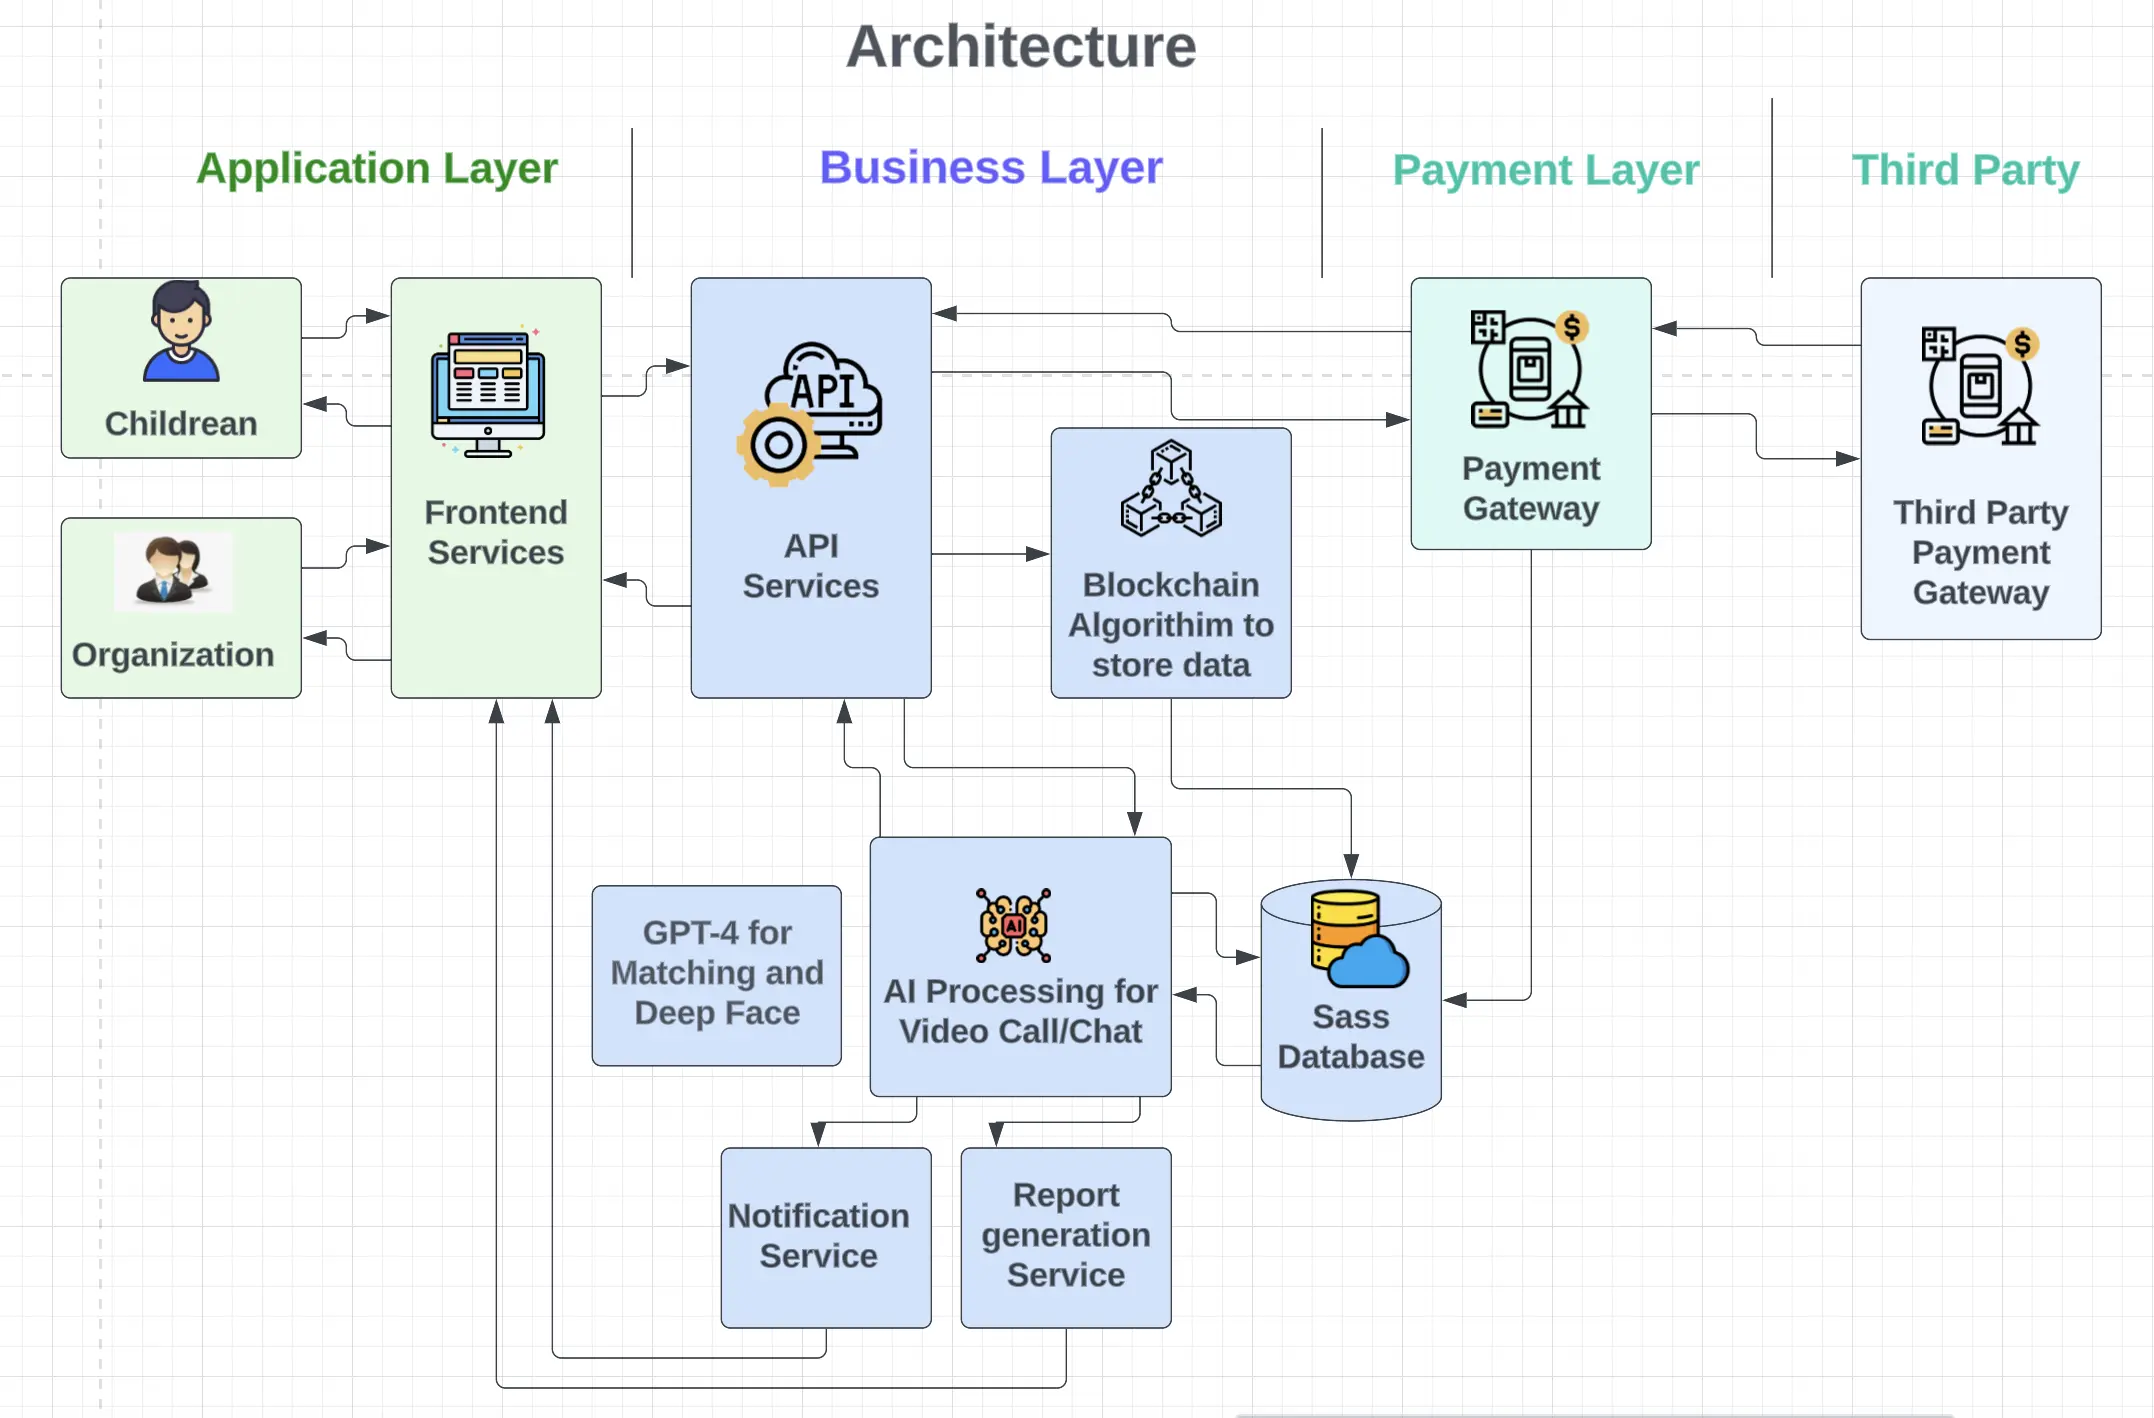 Architecture
Application Layer
Business Layer
Payment Layer
Third Party
Childrean
Organization
Frontend
Services
API
API
Services
Blockchain
Algorithim to
store data
$
Payment
Gateway
$
Third Party
Payment
Gateway
GPT-4 for
Matching and
Deep Face
AI
AI Processing for
Video Call/Chat
Sass
Database
Notification
Service
Report
generation
Service